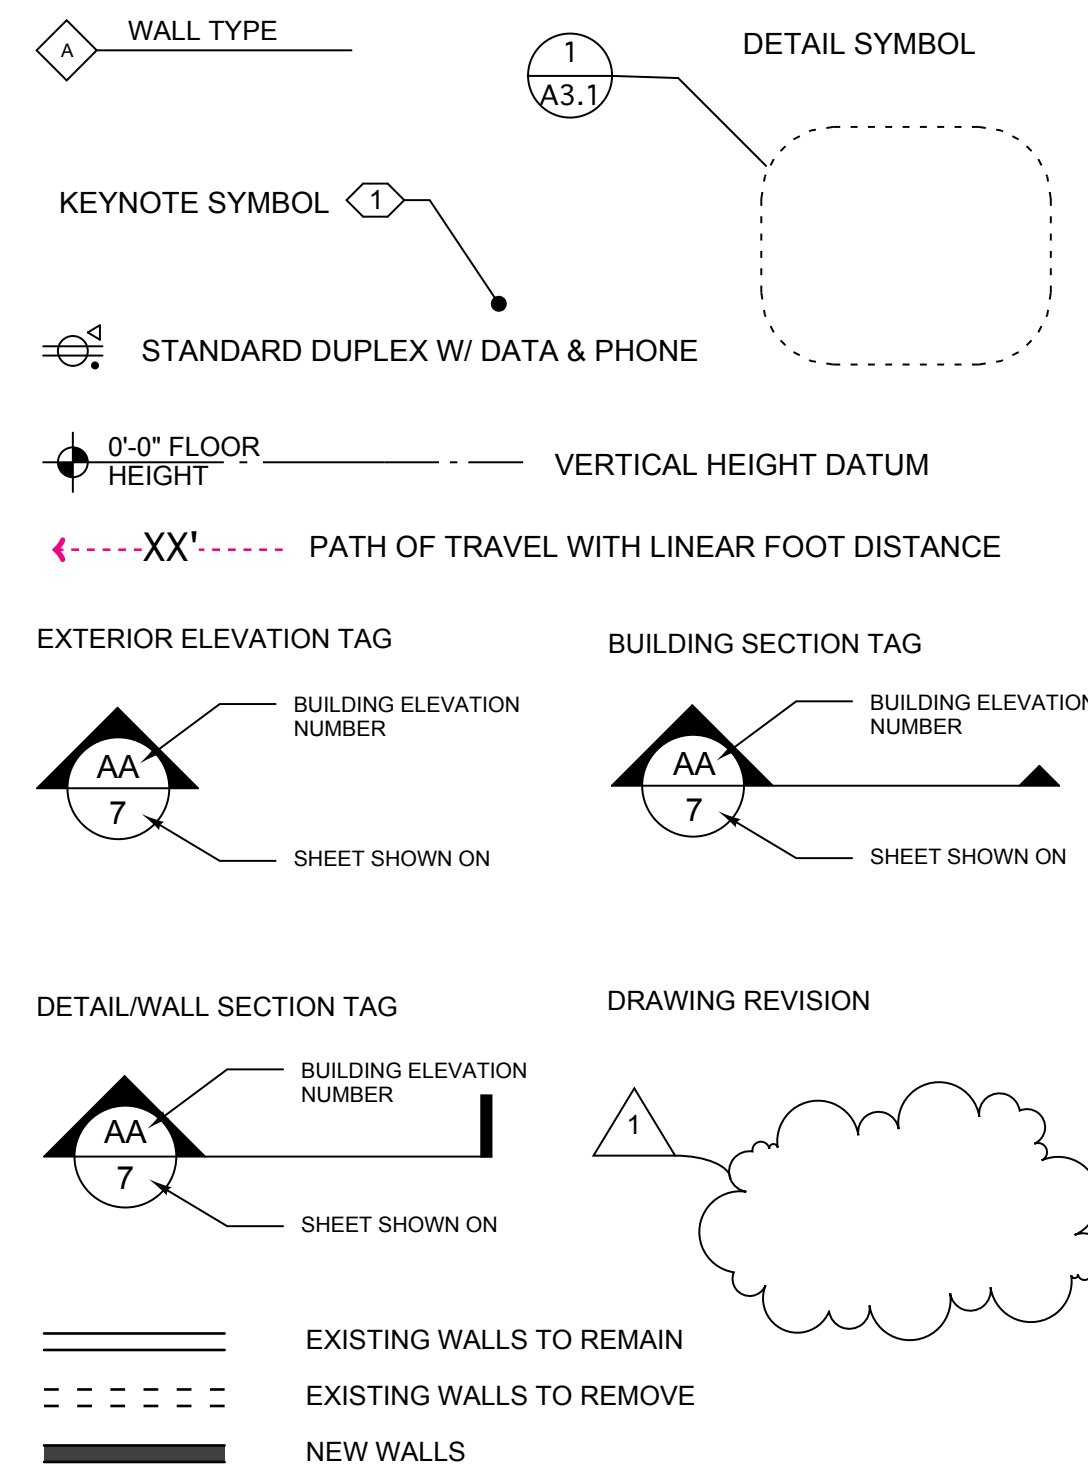 WALL TYPE
A
DETAIL SYMBOL
1
A3.1
KEYNOTE SYMBOL 1
STANDARD DUPLEX W/ DATA & PHONE
0'-0" FLOOR
HEIGHT
VERTICAL HEIGHT DATUM
XX' PATH OF TRAVEL WITH LINEAR FOOT DISTANCE
EXTERIOR ELEVATION TAG
BUILDING ELEVATION
NUMBER
AA
7
SHEET SHOWN ON
BUILDING SECTION TAG
BUILDING ELEVATION
NUMBER
AA
7
SHEET SHOWN ON
DETAIL/WALL SECTION TAG
BUILDING ELEVATION
NUMBER
AA
7
SHEET SHOWN ON
DRAWING REVISION
1
EXISTING WALLS TO REMAIN
EXISTING WALLS TO REMOVE
NEW WALLS